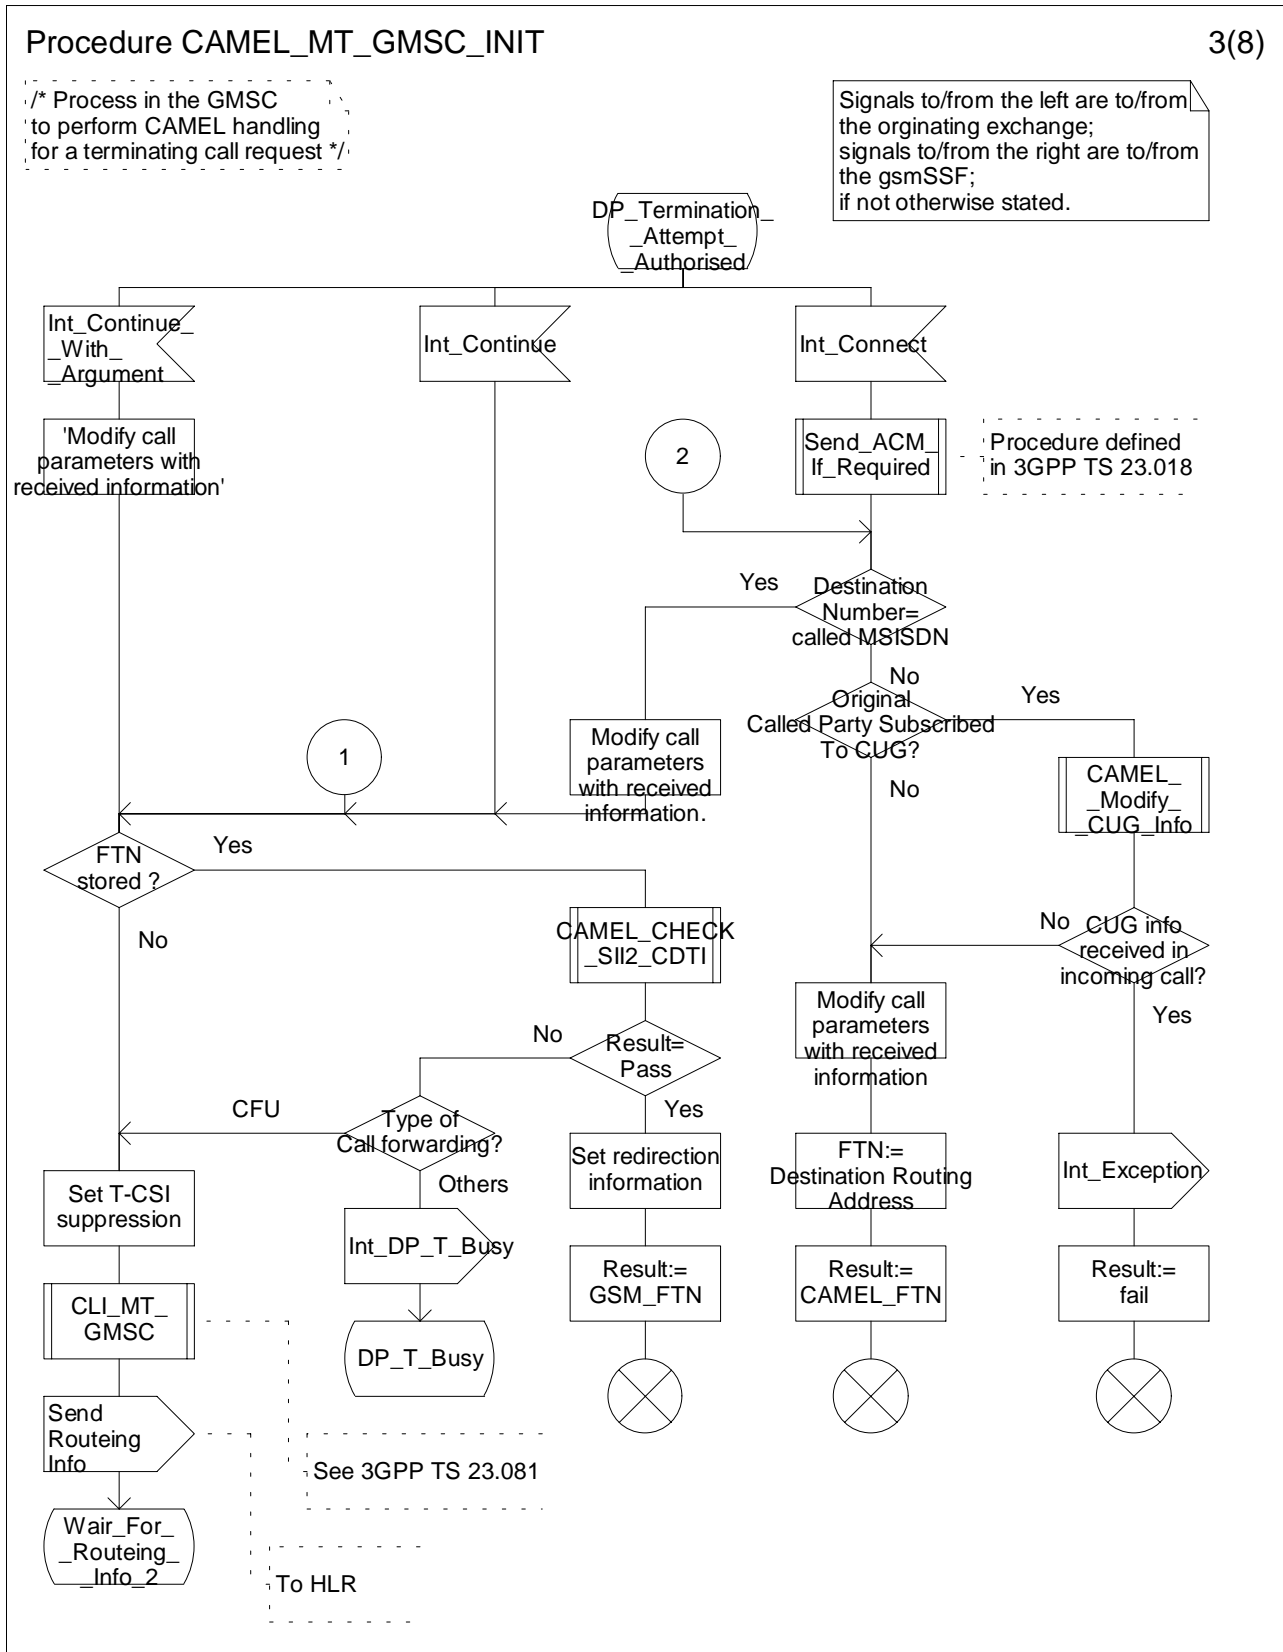 Procedure CAMEL_MT_GMSC_INIT
3(8)
/* Process in the GMSC
to perform CAMEL handling
for a terminating call request */
Signals to/from the left are to/from
the orginating exchange;
signals to/from the right are to/from
the gsmSSF;
if not otherwise stated.
DP_Termination_
_Attempt_
_Authorised
Int_Continue_
_With_
_Argument
Int_Continue
Int_Connect
'Modify call
parameters with
received information'
2
Send_ACM_
If_Required
Procedure defined
in 3GPP TS 23.018
Yes
Destination
Number=
called MSISDN
No
Original
Called Party Subscribed
To CUG?
Yes
1
Modify call
parameters
with received
information.
No
CAMEL_
_Modify_
_CUG_Info
FTN
stored ?
Yes
No
CAMEL_CHECK
_SII2_CDTI
No
CUG info
received in
incoming call?
Yes
Modify call
parameters
with received
information
No
Result=
Pass
Yes
CFU
Type of
Call forwarding?
Others
Set redirection
information
FTN:=
Destination Routing
Address
Int_Exception
Set T-CSI
suppression
Int_DP_T_Busy
Result:=
GSM_FTN
Result:=
CAMEL_FTN
Result:=
fail
CLI_MT_
GMSC
DP_T_Busy
Send
Routeing
Info
See 3GPP TS 23.081
Wair_For_
_Routeing_
_Info_2
To HLR